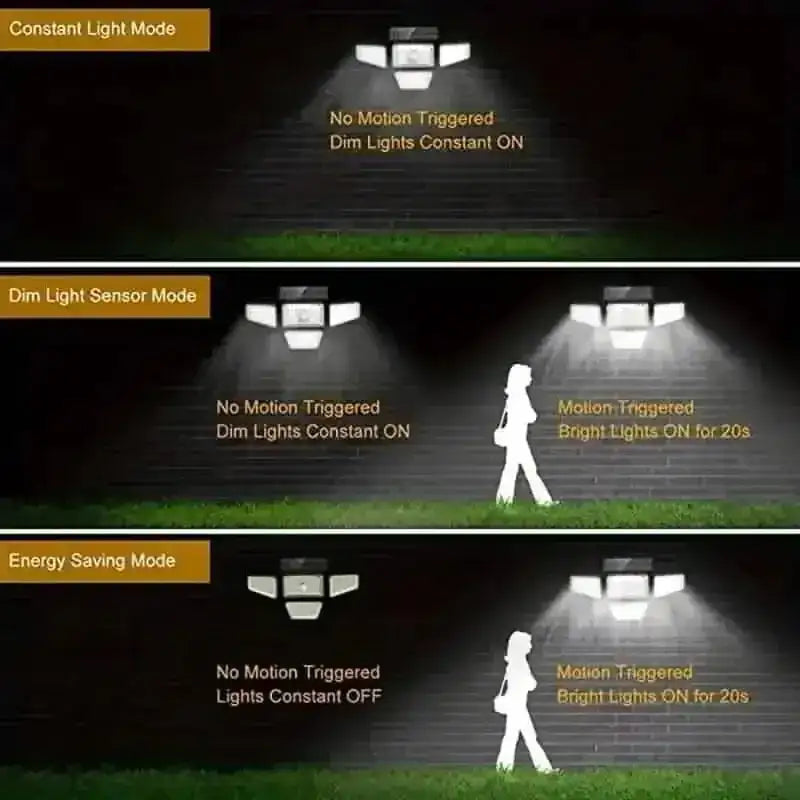 Constant Light Mode
No Motion Triggered
Dim Lights Constant ON
Dim Light Sensor Mode
No Motion Triggered
Dim Lights Constant ON
Motion Triggered
Bright Lights ON for 20s
Energy Saving Mode
No Motion Triggered
Lights Constant OFF
Motion Triggered
Bright Lights ON for 20s